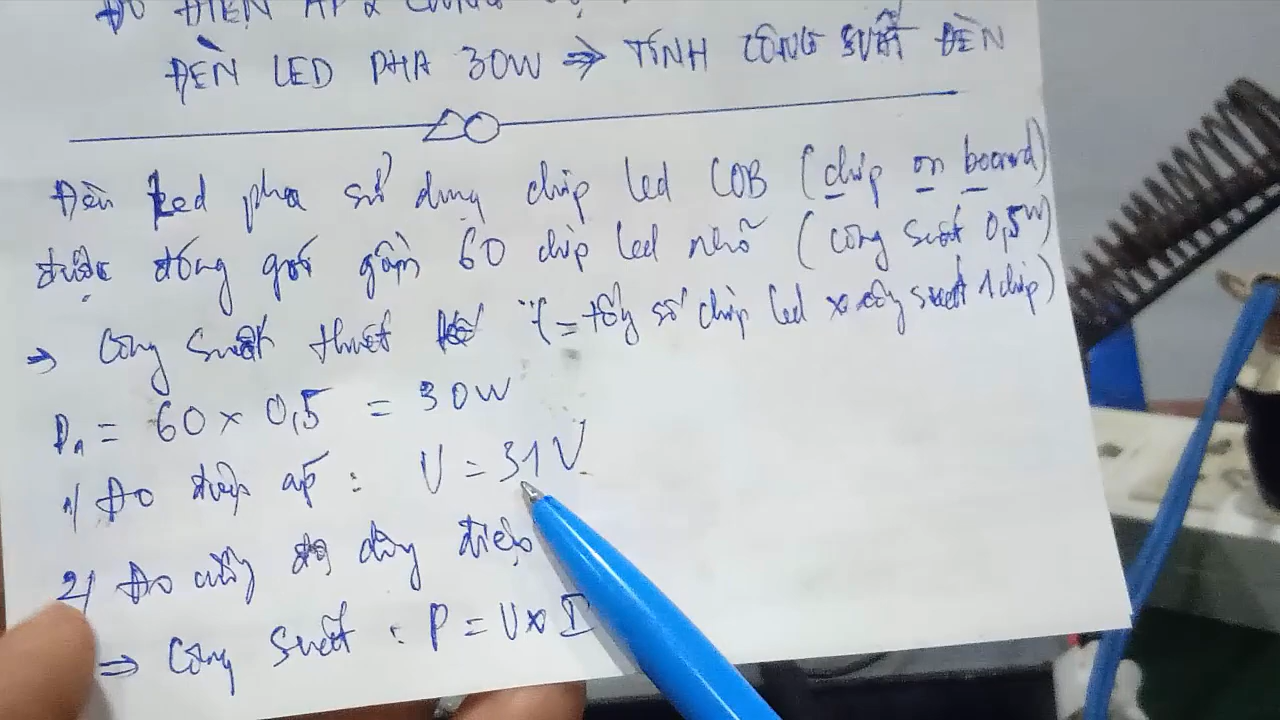 ĐO ĐIỆN ÁP &
ĐÈN LED PHA 30W => TÍNH CÔNG SUẤT ĐÈN
Đèn Led pha sử dụng chip led COB (chip on board)
được đóng gói gồm 60 chip led nhỏ (công suất 0,5W)
=> Công suất thiết kế (= tổng số chip led x công suất 1 chip)
= 60 x 0,5 = 30W
1/ Đo điện áp : U = 31V
2/ Đo cường độ dòng điện
=> Công suất : P = U x I